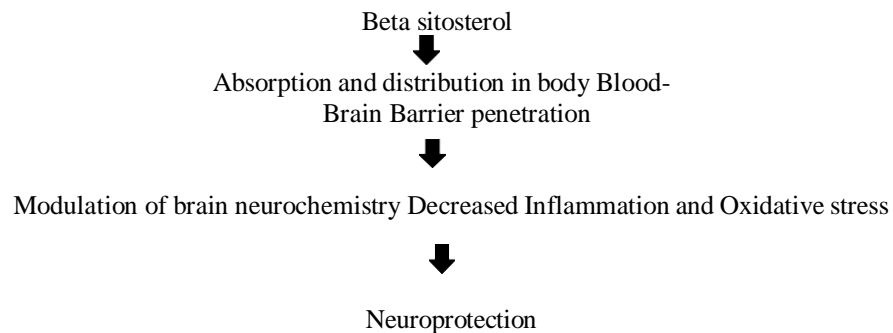 Beta sitosterol
Absorption and distribution in body Blood-
Brain Barrier penetration
Modulation of brain neurochemistry Decreased Inflammation and Oxidative stress
Neuroprotection